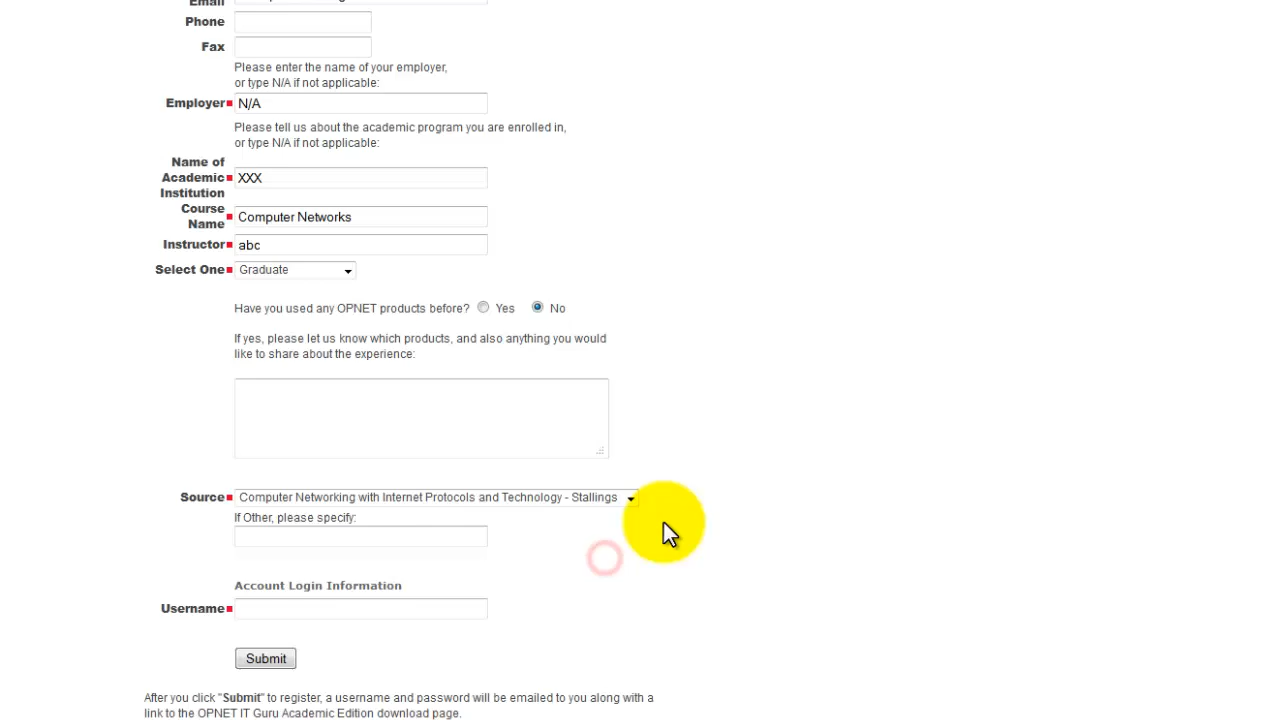 Email
Phone
Fax
Please enter the name of your employer,
or type N/A if not applicable:
Employer N/A
Please tell us about the academic program you are enrolled in,
or type N/A if not applicable:
Name of
Academic
Institution
XXX
Course
Name
Computer Networks
Instructor abc
Select One Graduate
Have you used any OPNET products before? Yes No
If yes, please let us know which products, and also anything you would
like to share about the experience:
Source Computer Networking with Internet Protocols and Technology - Stallings
If Other, please specify:
Account Login Information
Username
Submit
After you click "Submit" to register, a username and password will be emailed to you along with a
link to the OPNET IT Guru Academic Edition download page.